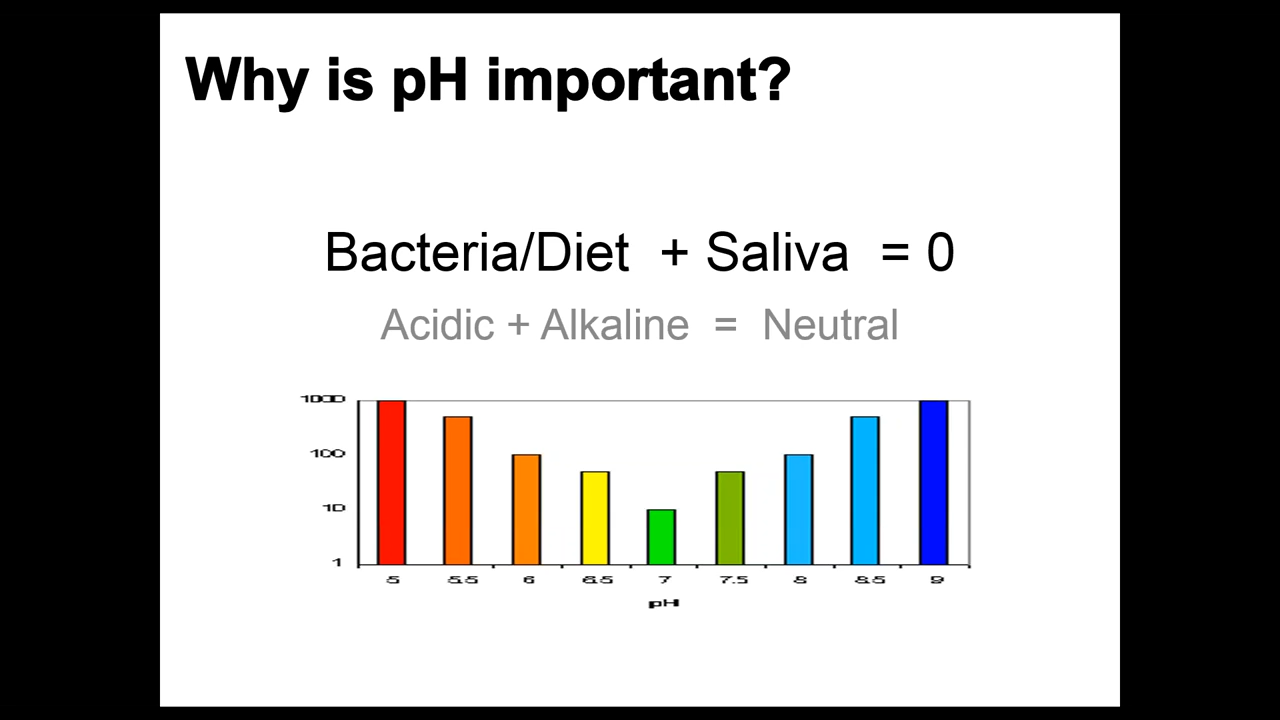 Why is pH important?
Bacteria/Diet + Saliva = 0
Acidic + Alkaline = Neutral
1000
100
10
1
5 5.5 6 6.5 7 7.5 8 8.5 9
pH